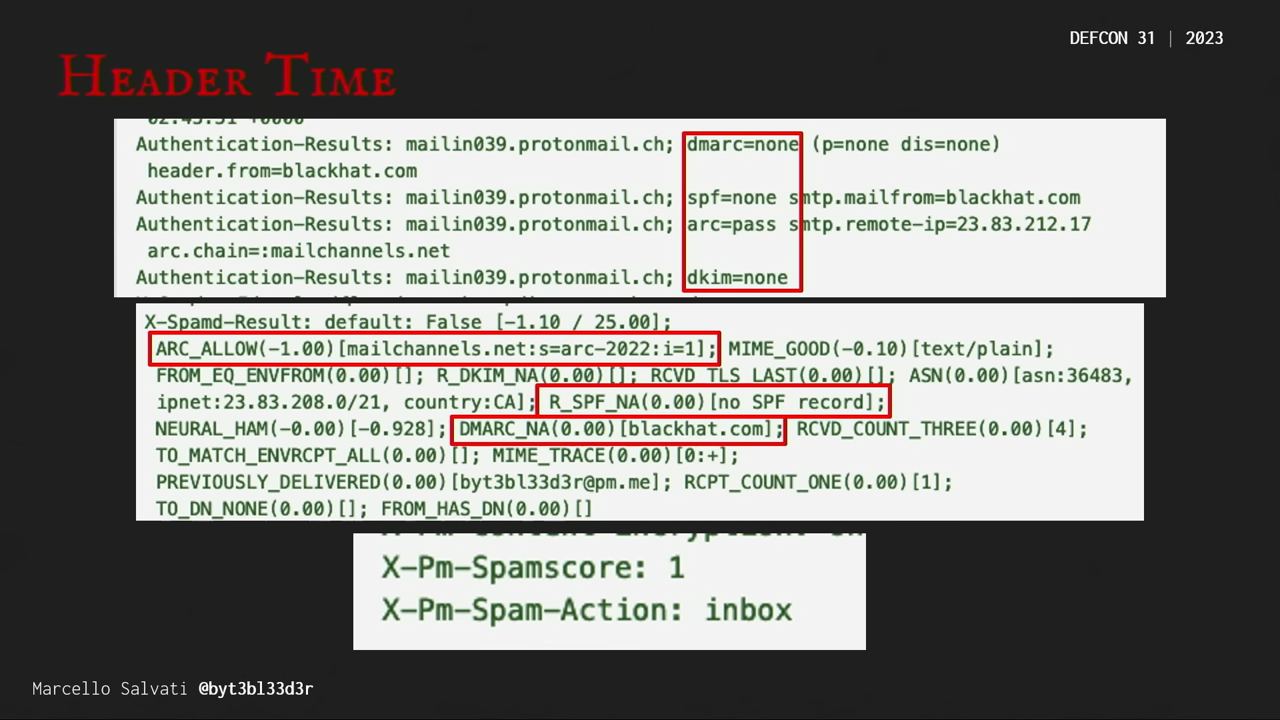 DEFCON 31 | 2023
HEADER TIME
02:45:51 +0000
Authentication-Results: mailin039.protonmail.ch; dmarc=none (p=none dis=none)
header.from=blackhat.com
Authentication-Results: mailin039.protonmail.ch; spf=none smtp.mailfrom=blackhat.com
Authentication-Results: mailin039.protonmail.ch; arc=pass smtp.remote-ip=23.83.212.17
arc.chain=:mailchannels.net
Authentication-Results: mailin039.protonmail.ch; dkim=none
X-Spamd-Result: default: False [-1.10 / 25.00];
ARC_ALLOW(-1.00)[mailchannels.net:s=arc-2022:i=1]; MIME_GOOD(-0.10)[text/plain];
FROM_EQ_ENVFROM(0.00)[]; R_DKIM_NA(0.00)[]; RCVD_TLS_LAST(0.00)[]; ASN(0.00)[asn:36483,
ipnet:23.83.208.0/21, country:CA]; R_SPF_NA(0.00)[no SPF record];
NEURAL_HAM(-0.00)[-0.928]; DMARC_NA(0.00)[blackhat.com]; RCVD_COUNT_THREE(0.00)[4];
TO_MATCH_ENVRCPT_ALL(0.00)[]; MIME_TRACE(0.00)[0:+];
PREVIOUSLY_DELIVERED(0.00)[byt3bl33d3r@pm.me]; RCPT_COUNT_ONE(0.00)[1];
TO_DN_NONE(0.00)[]; FROM_HAS_DN(0.00)[]
X-Pm-Spamscore: 1
X-Pm-Spam-Action: inbox
Marcello Salvati @byt3bl33d3r